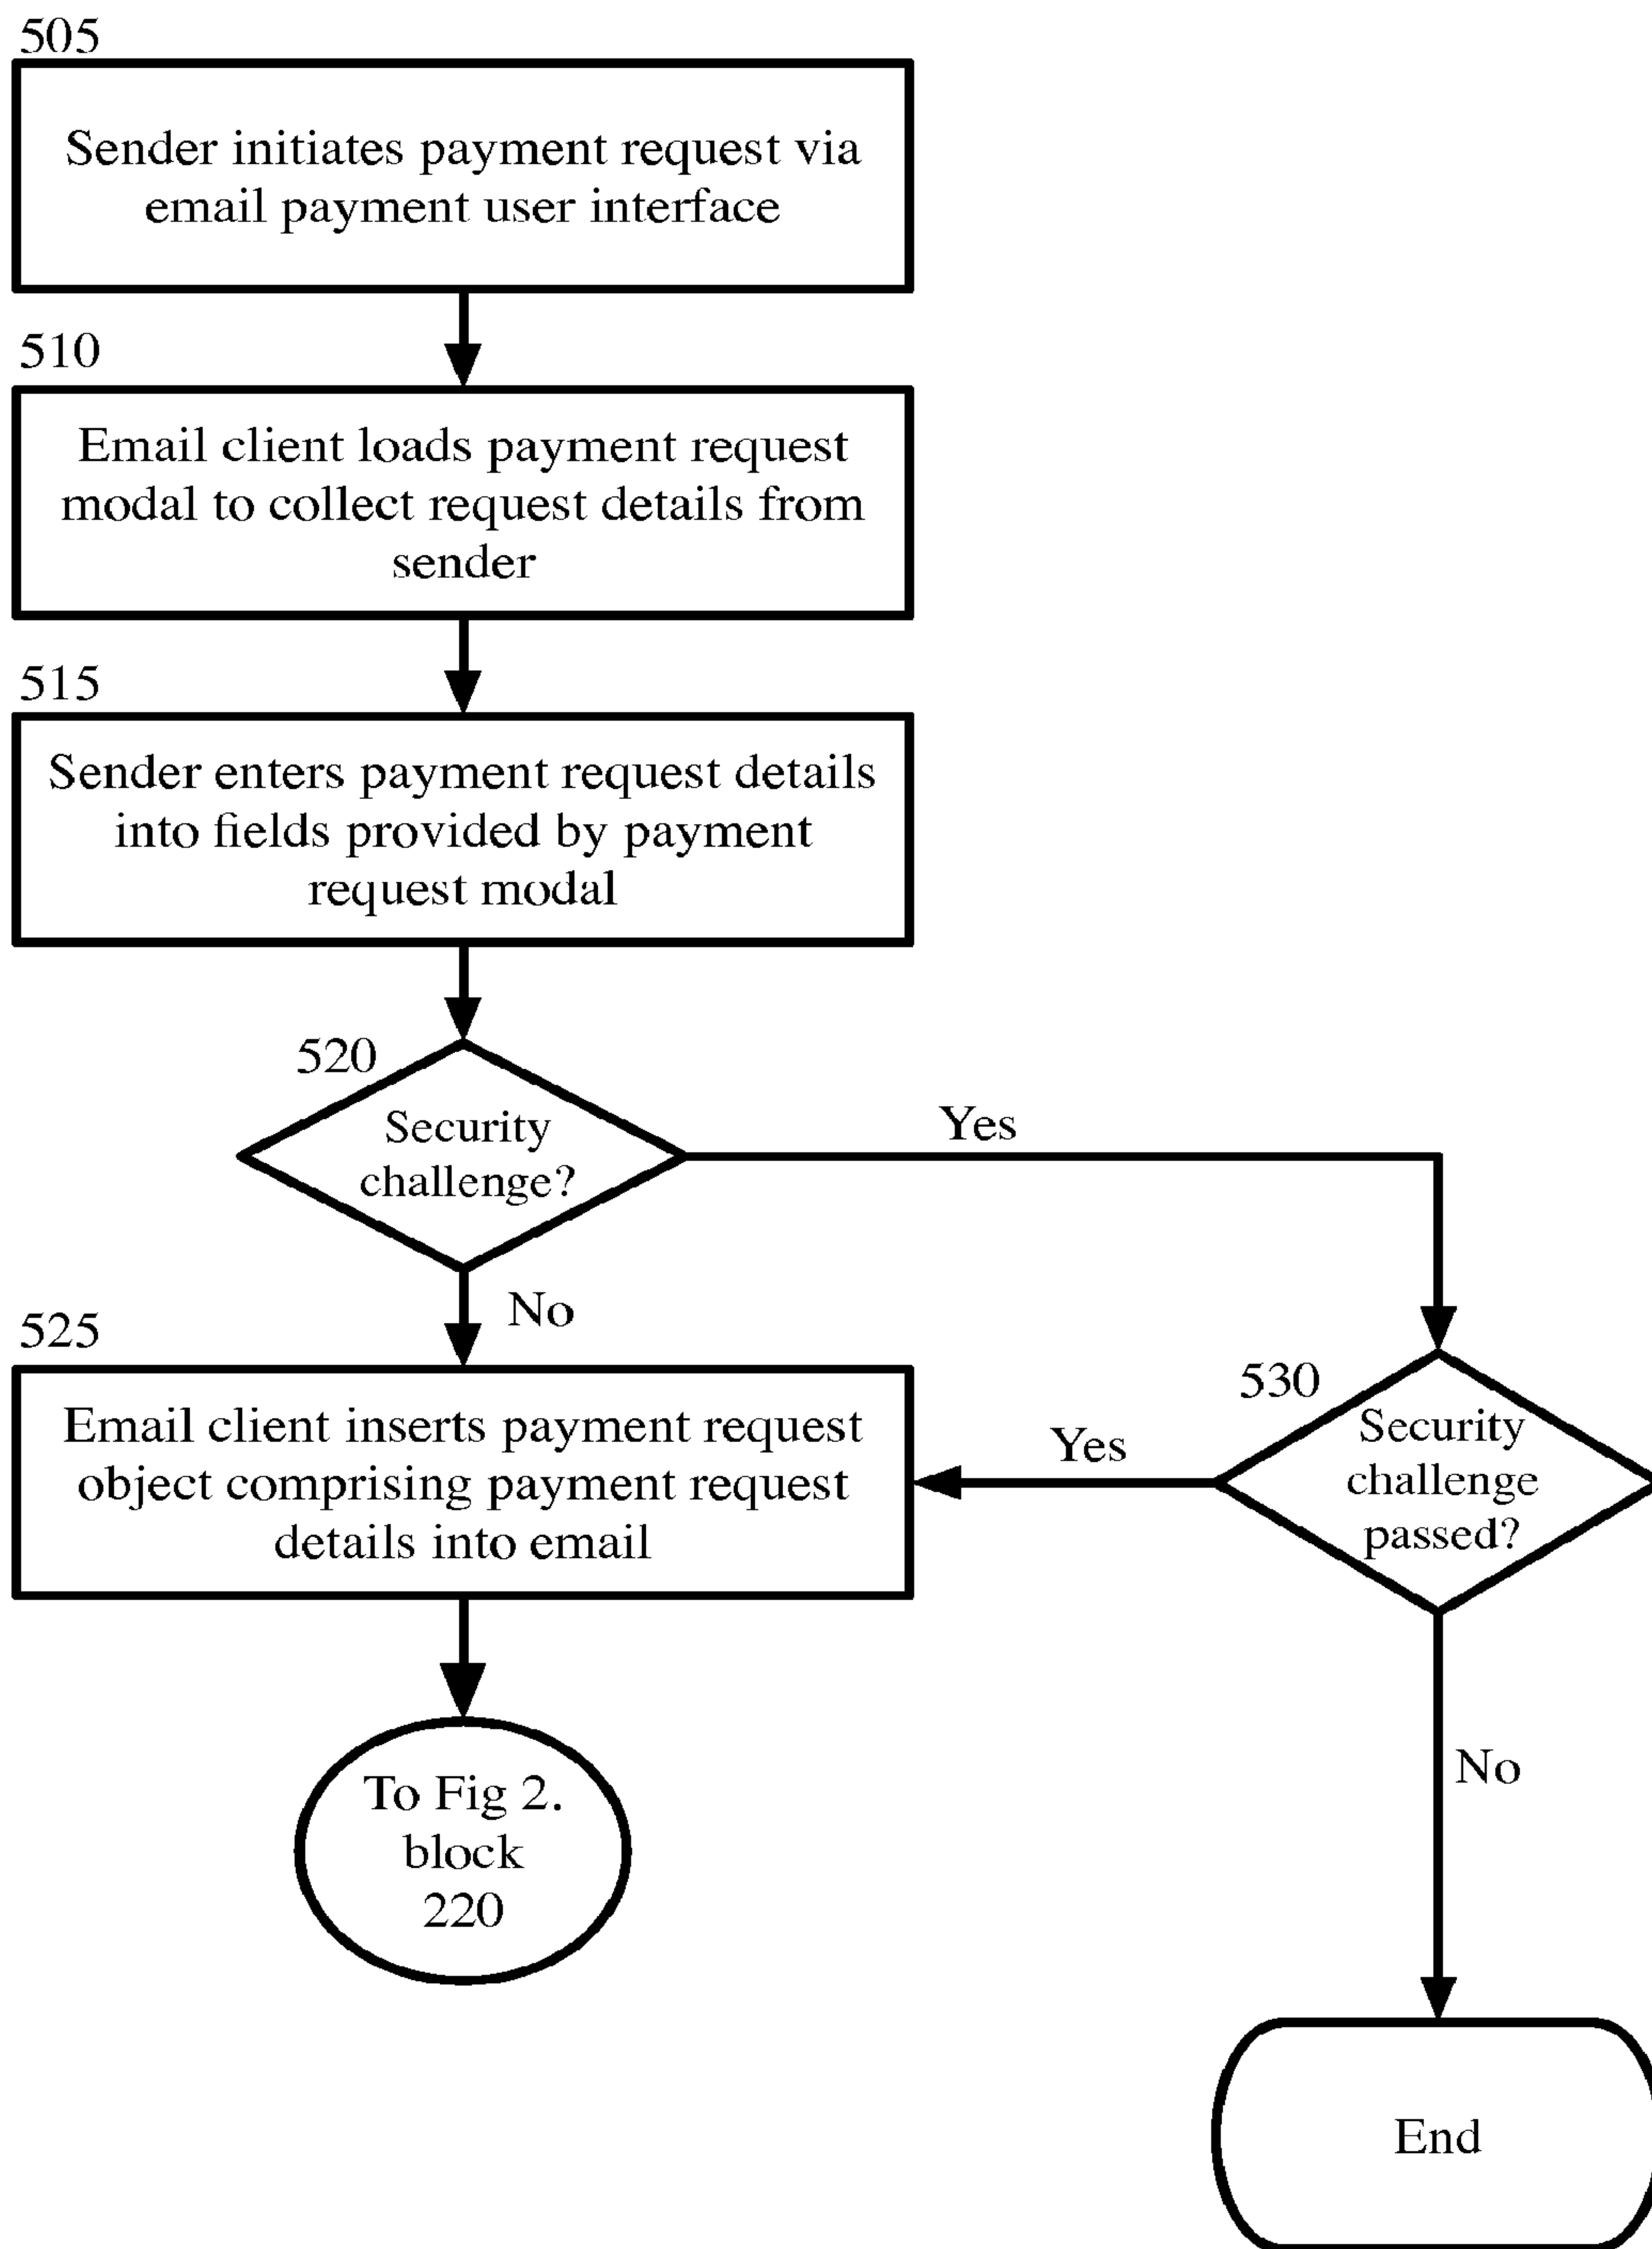 505
Sender initiates payment request via
email payment user interface
510
Email client loads payment request
modal to collect request details from
sender
515
Sender enters payment request details
into fields provided by payment
request modal
520
Security
challenge?
Yes
No
525
Email client inserts payment request
object comprising payment request
details into email
Yes
530
Security
challenge
passed?
To Fig 2.
block
220
No
End